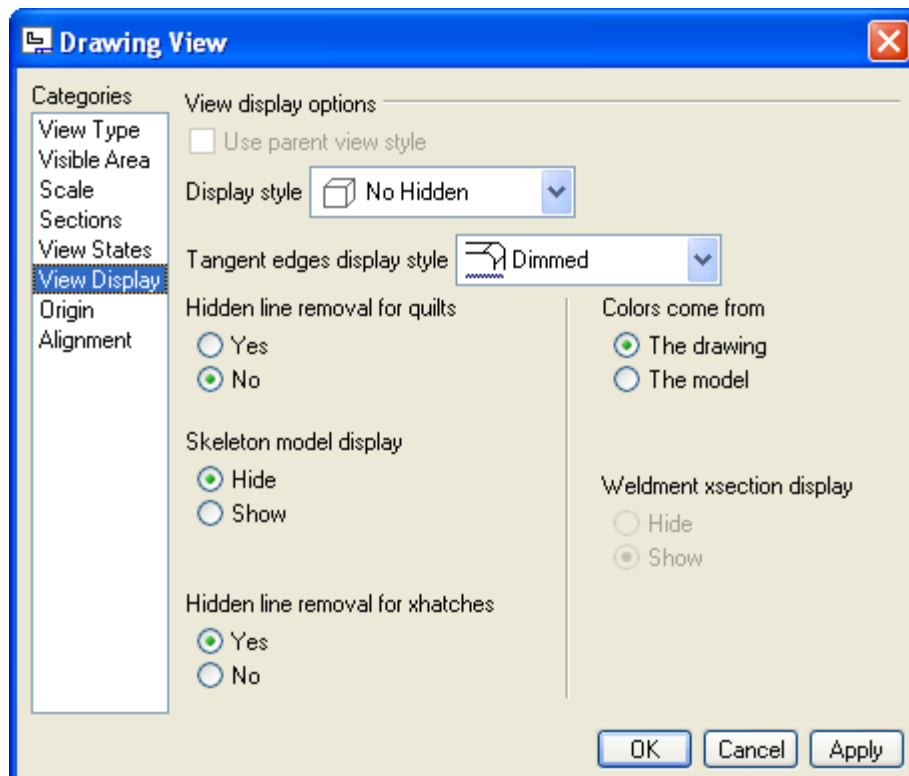 Drawing View
Categories
View Type
Visible Area
Scale
Sections
View States
View Display
Origin
Alignment
View display options
Use parent view style
Display style No Hidden
Tangent edges display style Dimmed
Hidden line removal for quilts
Yes
No
Colors come from
The drawing
The model
Skeleton model display
Hide
Show
Weldment xsection display
Hide
Show
Hidden line removal for xhatches
Yes
No
OK Cancel Apply